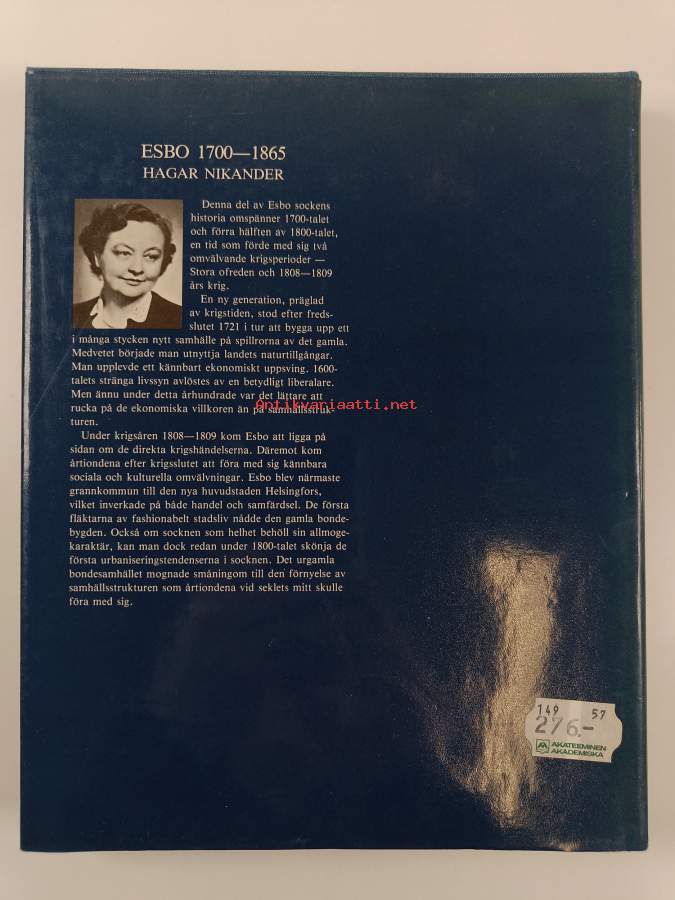 ESBO 1700—1865
HAGAR NIKANDER
Denna del av Esbo sockens
historia omspänner 1700-talet
och förra hälften av 1800-talet,
en tid som förde med sig två
omvälvande krigsperioder —
Stora ofreden och 1808—1809
års krig.
En ny generation, präglad
av krigstiden, stod efter freds-
slutet 1721 i tur att bygga upp ett
i många stycken nytt samhälle på spillrorna av det gamla.
Medvetet började man utnyttja landets naturtillgångar.
Man upplevde ett kännbart ekonomiskt uppsving. 1600-
talets stränga livssyn avlöstes av en betydligt liberalare.
Men ännu under detta århundrade var det lättare att
rucka på de ekonomiska villkoren än på samhällsstruk-
turen.
Antikvariaatti.net
Under krigsåren 1808—1809 kom Esbo att ligga på
sidan om de direkta krigshändelserna. Däremot kom
årtiondena efter krigsslutet att föra med sig kännbara
sociala och kulturella omvälvningar. Esbo blev närmaste
grannkommun till den nya huvudstaden Helsingfors,
vilket inverkade på både handel och samfärdsel. De första
fläktarna av fashionabelt stadsliv nådde den gamla bonde-
bygden. Också om socknen som helhet behöll sin allmoge-
karaktär, kan man dock redan under 1800-talet skönja de
första urbaniseringstendenserna i socknen. Det urgamla
bondesamhället mognade småningom till den förnyelse av
samhällsstrukturen som årtiondena vid seklets mitt skulle
föra med sig.
149 57
276.-
AKATEEMINEN
AKADEMISKA